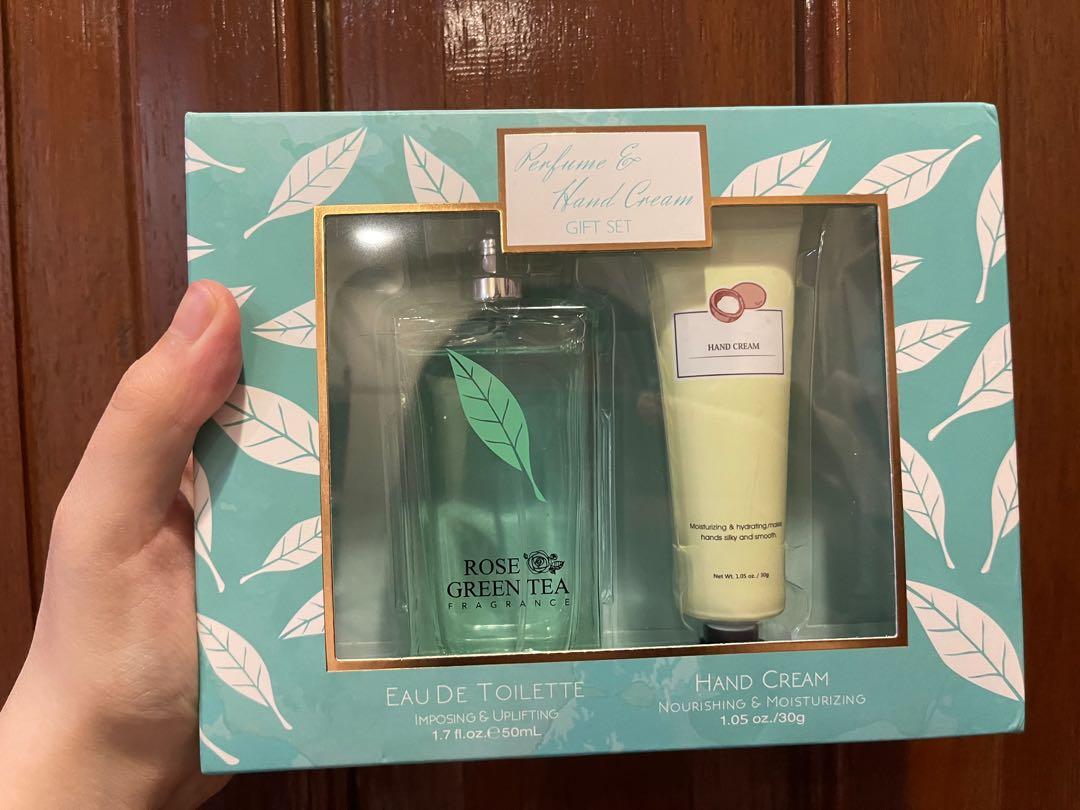 Perfume &
Hand Cream
GIFT SET
HAND CREAM
Moisturizing & hydrating,makes
hands silky and smooth.
Net Wt. 1.05 oz. / 30g
ROSE
GREEN TEA
FRAGRANCE
EAU DE TOILETTE
IMPOSING & UPLIFTING
1.7 fl.oz.℮50mL
HAND CREAM
NOURISHING & MOISTURIZING
1.05 oz./30g